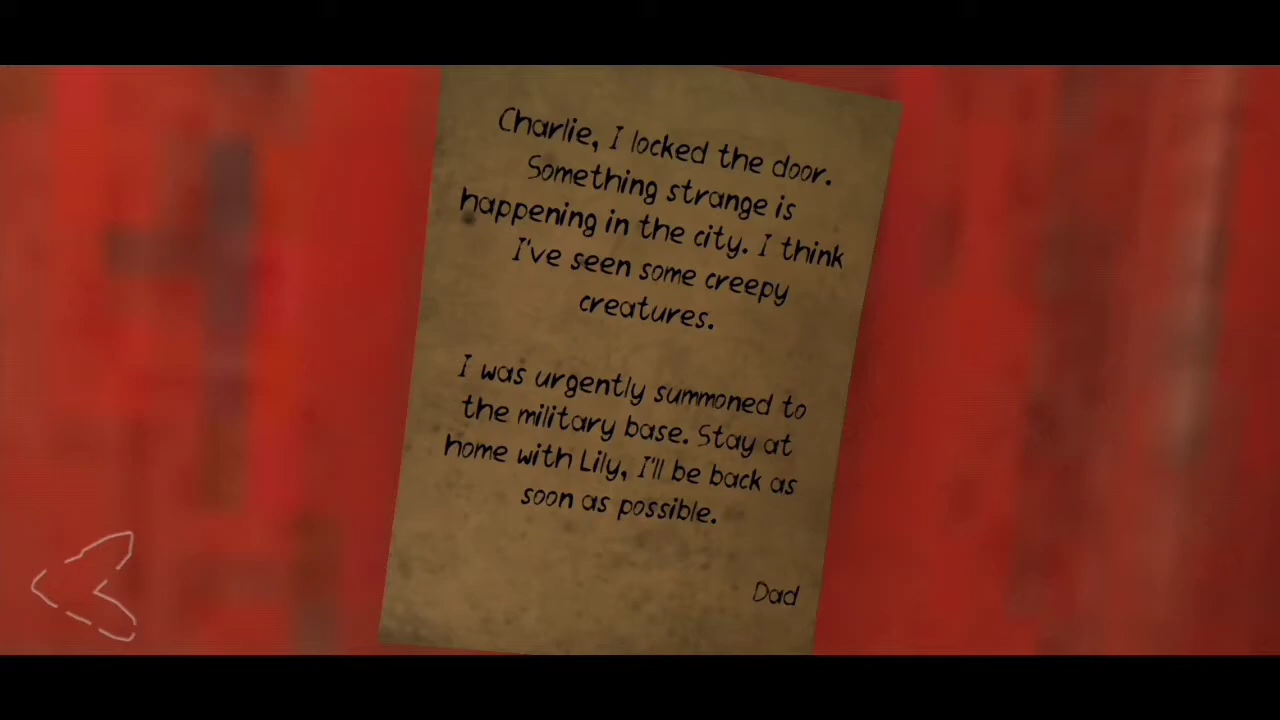 Charlie, I locked the door.
Something strange is
happening in the city. I think
I've seen some creepy
creatures.
I was urgently summoned to
the military base. Stay at
home with Lily, I'll be back as
soon as possible.
Dad